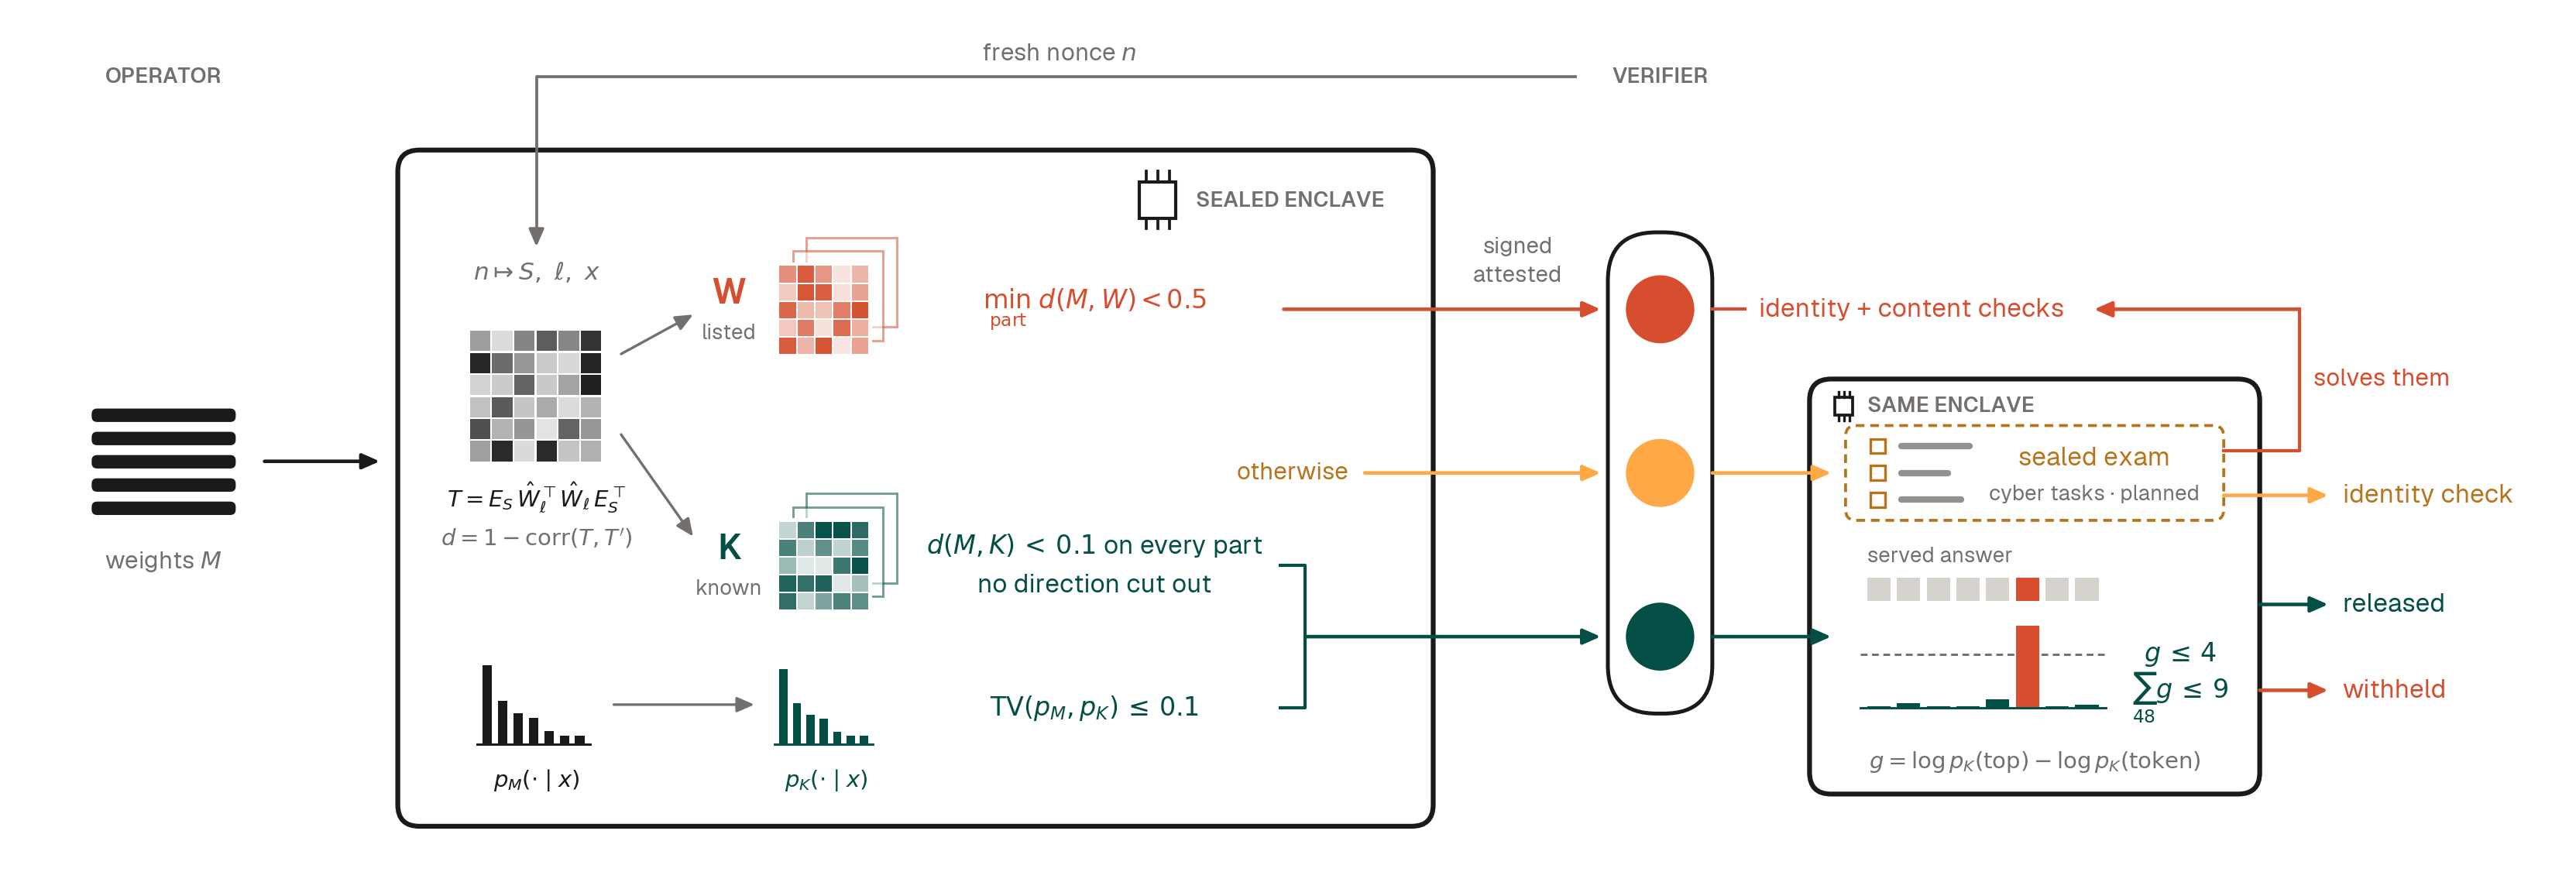 fresh nonce n
OPERATOR
VERIFIER
SEALED ENCLAVE
n ↦ S, ℓ, x
W
listed
min d(M, W) < 0.5
part
signed
attested
identity + content checks
solves them
T = E_S Ŵ_ℓ^⊤ Ŵ_ℓ E_S^⊤
d = 1 − corr(T, T′)
weights M
K
known
otherwise
d(M, K) < 0.1 on every part
no direction cut out
TV(p_M, p_K) ≤ 0.1
p_M(· | x)
p_K(· | x)
SAME ENCLAVE
sealed exam
cyber tasks · planned
identity check
served answer
released
g ≤ 4
∑ g ≤ 9
48
withheld
g = log p_K(top) − log p_K(token)